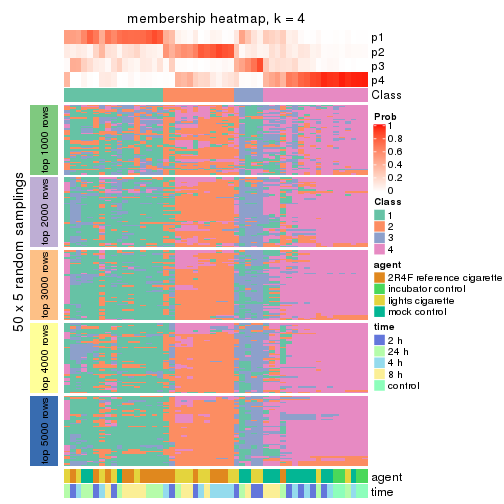 membership heatmap, k = 4
p1
p2
p3
p4
Class
50 x 5 random samplings
top 1000 rows
top 2000 rows
top 3000 rows
top 4000 rows
top 5000 rows
Prob
1
0.8
0.6
0.4
0.2
0
Class
1
2
3
4
agent
2R4F reference cigarette
incubator control
lights cigarette
mock control
time
2 h
24 h
4 h
8 h
control
agent
time